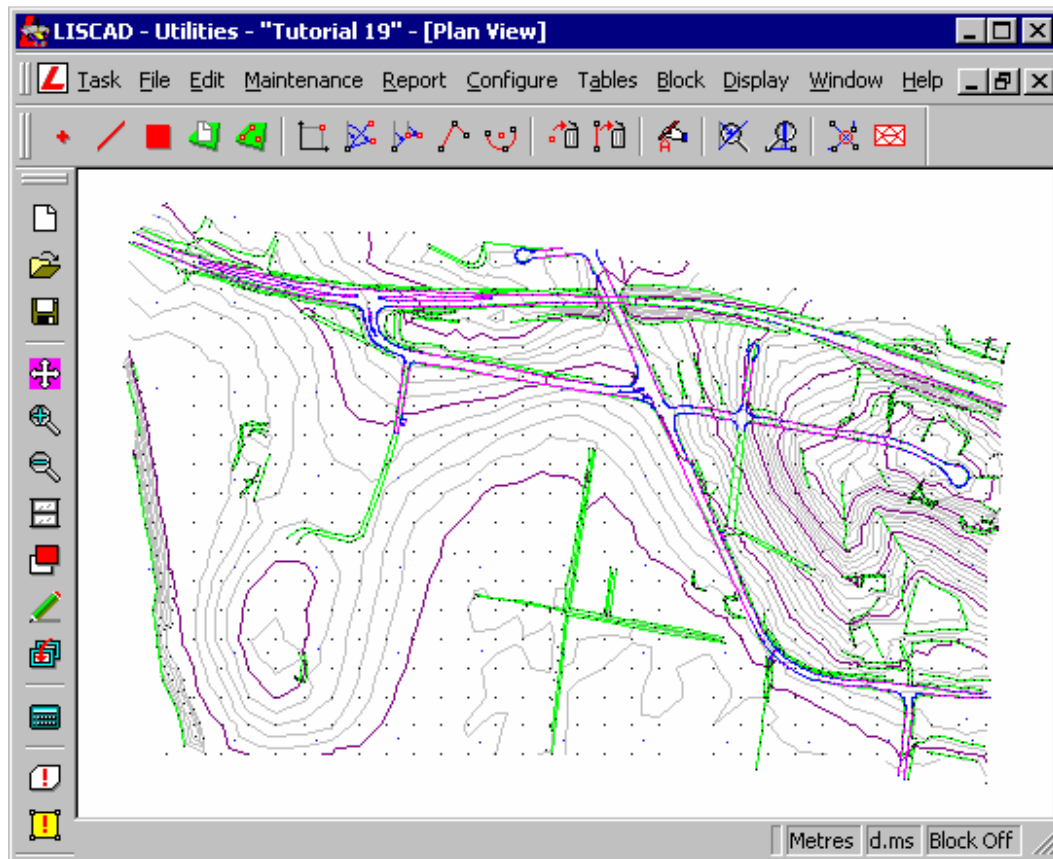 LISCAD - Utilities - "Tutorial 19" - [Plan View]
Task File Edit Maintenance Report Configure Tables Block Display Window Help
Metres d.ms Block Off